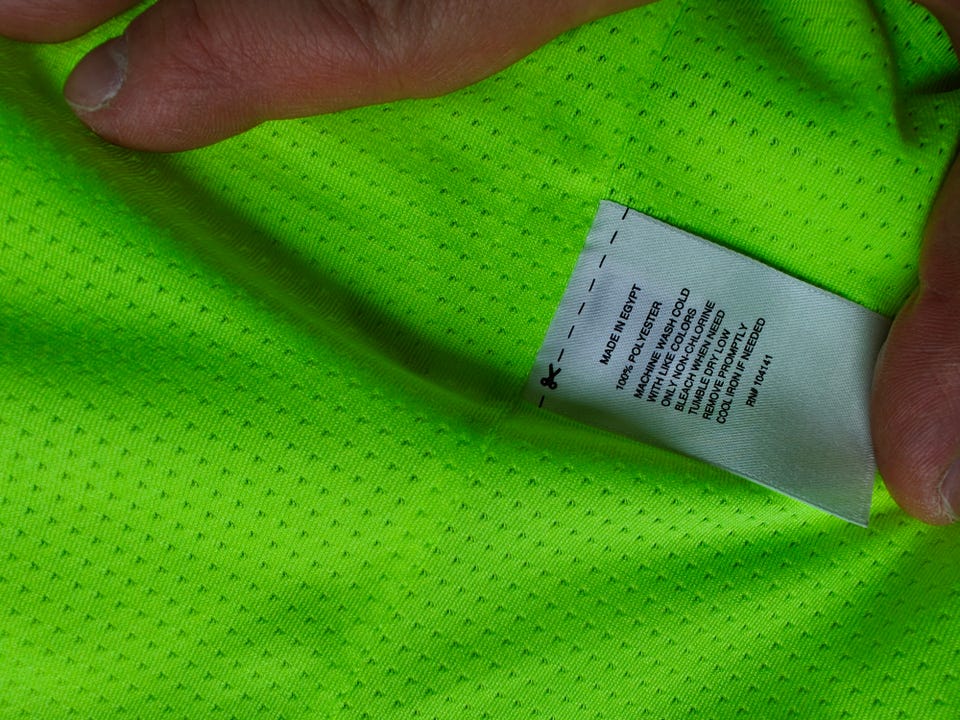 MADE IN EGYPT
100% POLYESTER
MACHINE WASH COLD
WITH LIKE COLORS
ONLY NON-CHLORINE
BLEACH WHEN NEED
TUMBLE DRY LOW
REMOVE PROMPTLY
COOL IRON IF NEEDED
RN# 104141